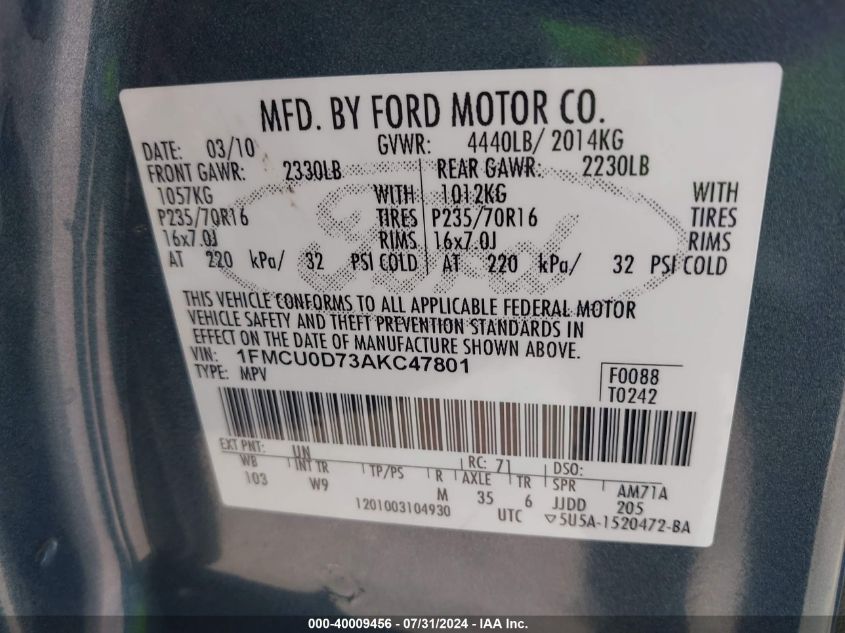 MFD. BY FORD MOTOR CO.
DATE: 03/10 GVWR: 4440LB/ 2014KG
FRONT GAWR: 2330LB REAR GAWR: 2230LB
1057KG WITH 1012KG WITH
P235/70R16 TIRES P235/70R16 TIRES
16x7.0J RIMS 16x7.0J RIMS
AT 220 kPa/ 32 PSI COLD AT 220 kPa/ 32 PSI COLD
Ford
THIS VEHICLE CONFORMS TO ALL APPLICABLE FEDERAL MOTOR
VEHICLE SAFETY AND THEFT PREVENTION STANDARDS IN
EFFECT ON THE DATE OF MANUFACTURE SHOWN ABOVE.
VIN: 1FMCU0D73AKC47801
TYPE: MPV
F0088
T0242
EXT PNT: UN RC: 71 DSO:
WB INT TR TP/PS R AXLE TR SPR AM71A
103 W9 M 35 6 JJDD 205
1201003104930 UTC ▽5U5A-1520472-BA
000-40009456 / 07/31/2024 - IAA Inc.